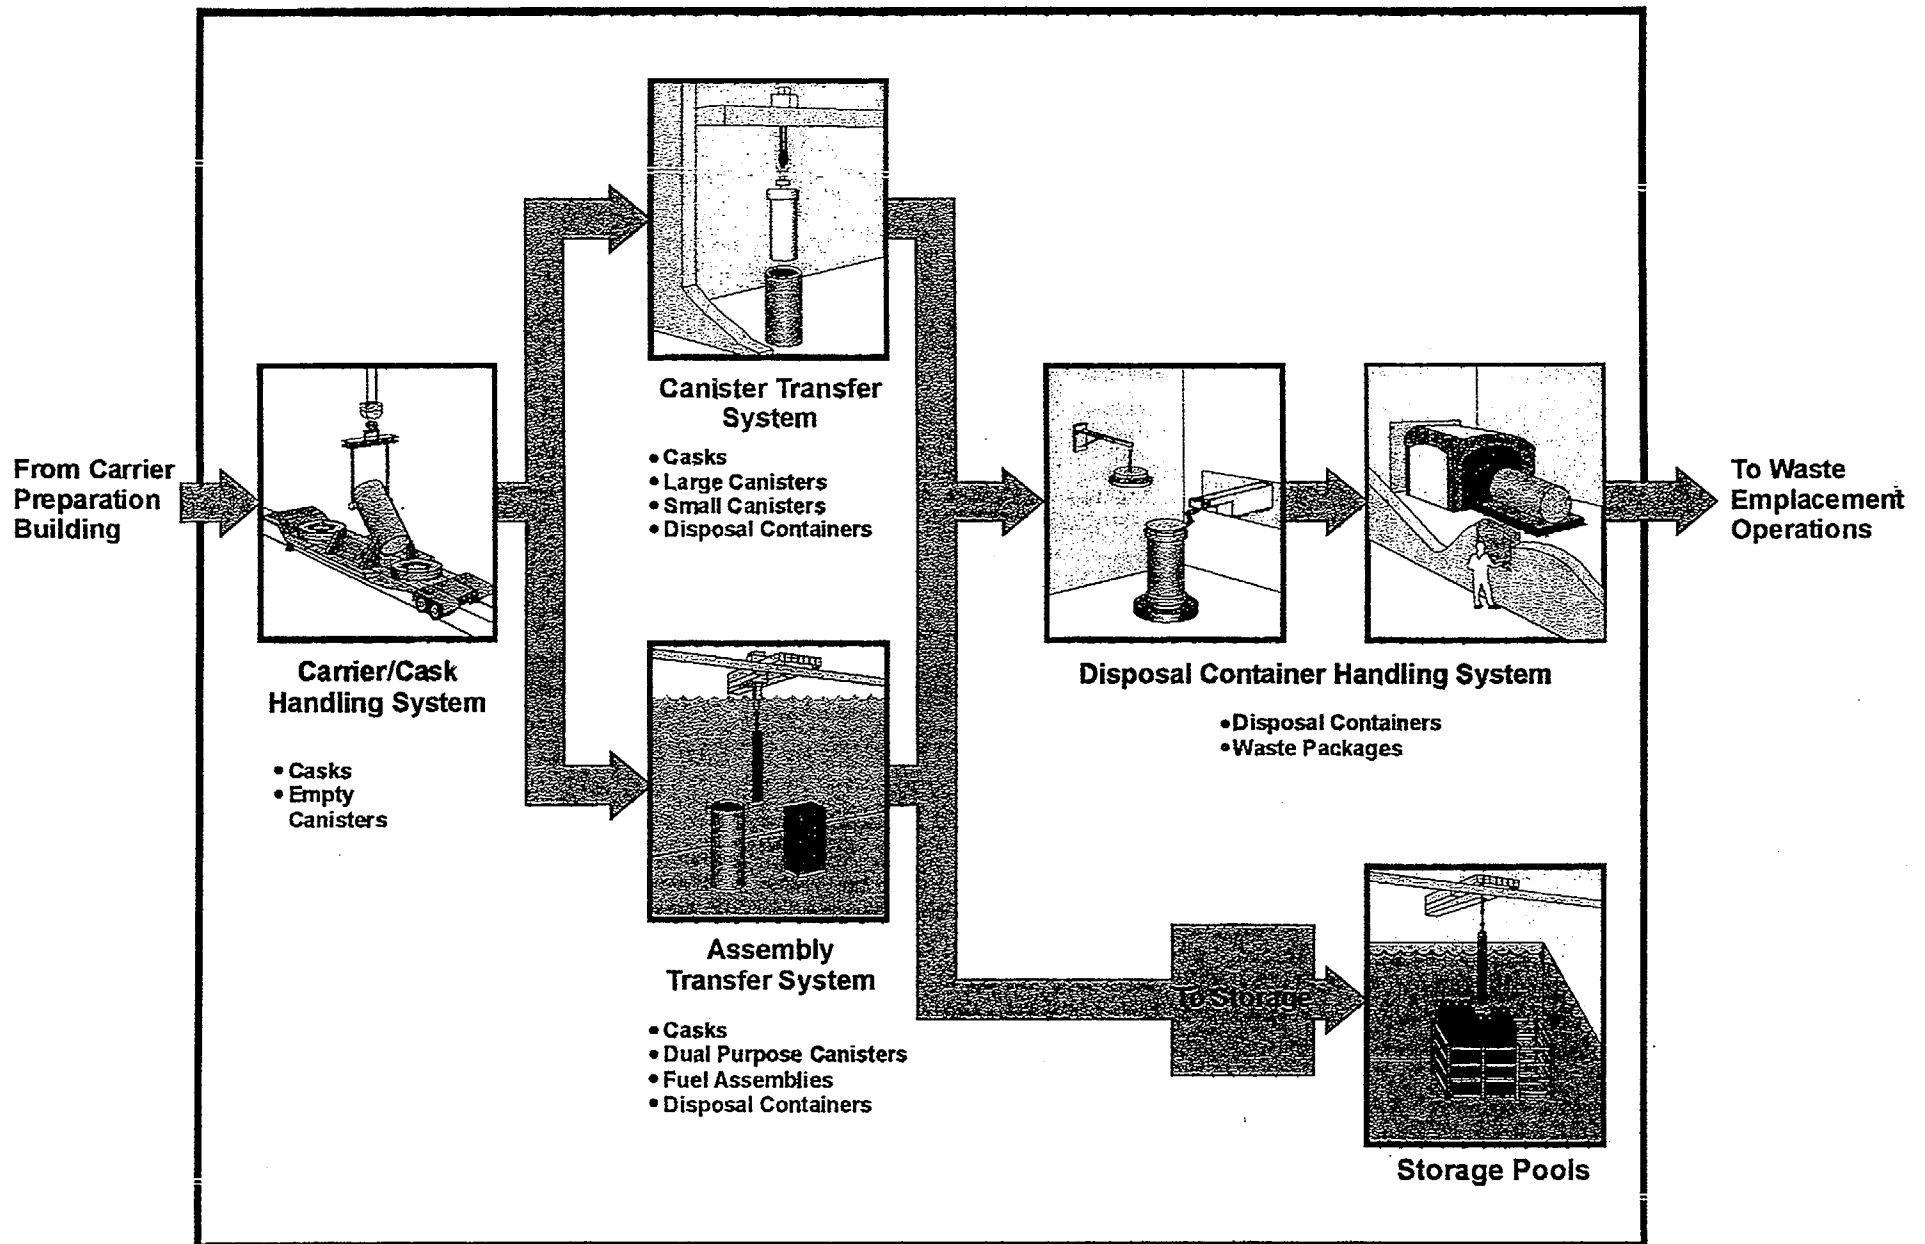 From Carrier
Preparation
Building
Carrier/Cask
Handling System
• Casks
• Empty
Canisters
Canister Transfer
System
• Casks
• Large Canisters
• Small Canisters
• Disposal Containers
Assembly
Transfer System
• Casks
• Dual Purpose Canisters
• Fuel Assemblies
• Disposal Containers
Disposal Container Handling System
• Disposal Containers
• Waste Packages
To Waste
Emplacement
Operations
To Storage
Storage Pools